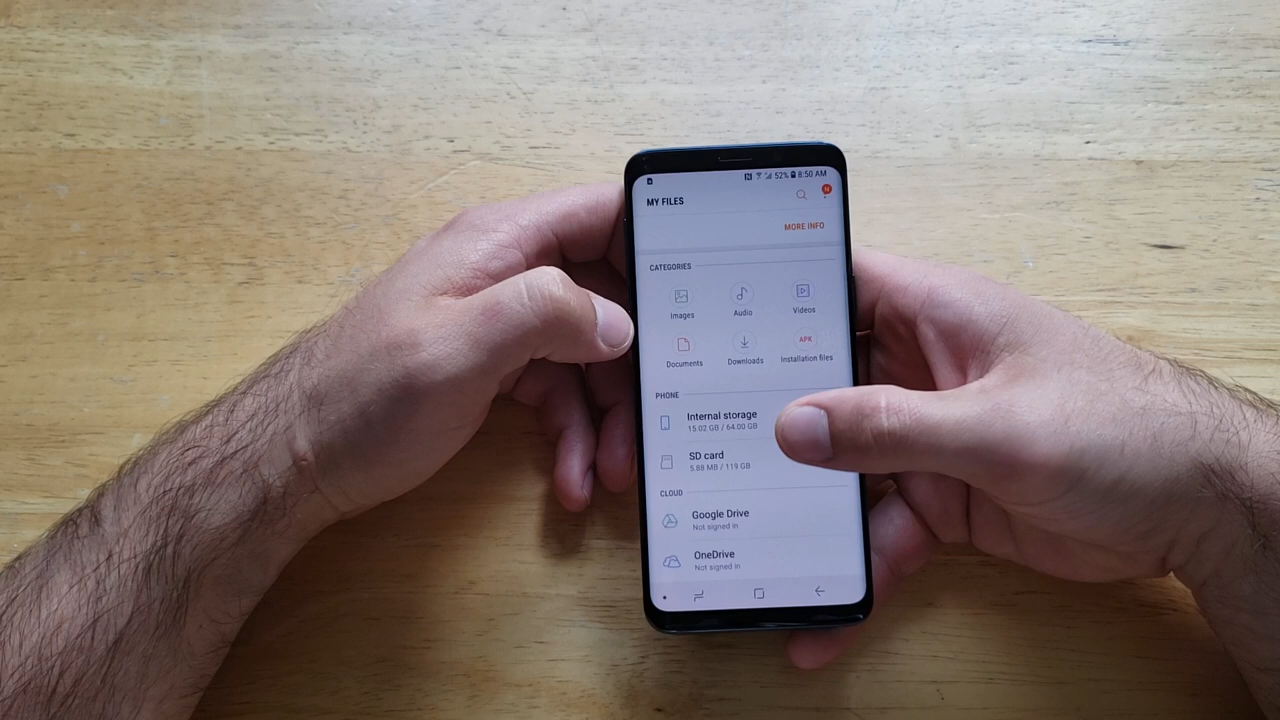 52% 8:50 AM
MY FILES
N
MORE INFO
CATEGORIES
Images
Audio
Videos
Documents
Downloads
APK
Installation files
PHONE
Internal storage
15.02 GB / 64.00 GB
SD card
5.88 MB / 119 GB
CLOUD
Google Drive
Not signed in
OneDrive
Not signed in